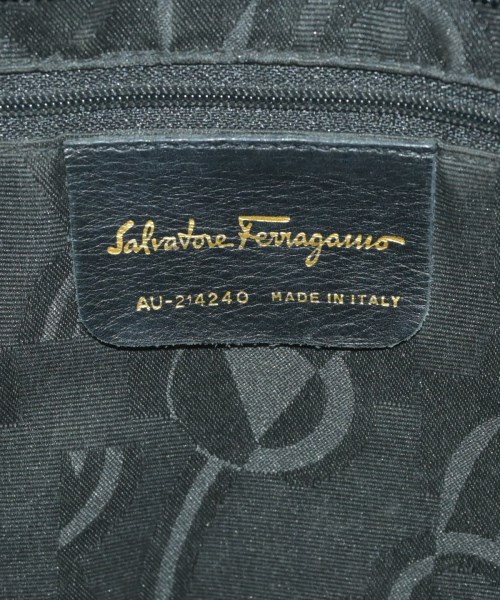 Salvatore Ferragamo
AU-214240 MADE IN ITALY